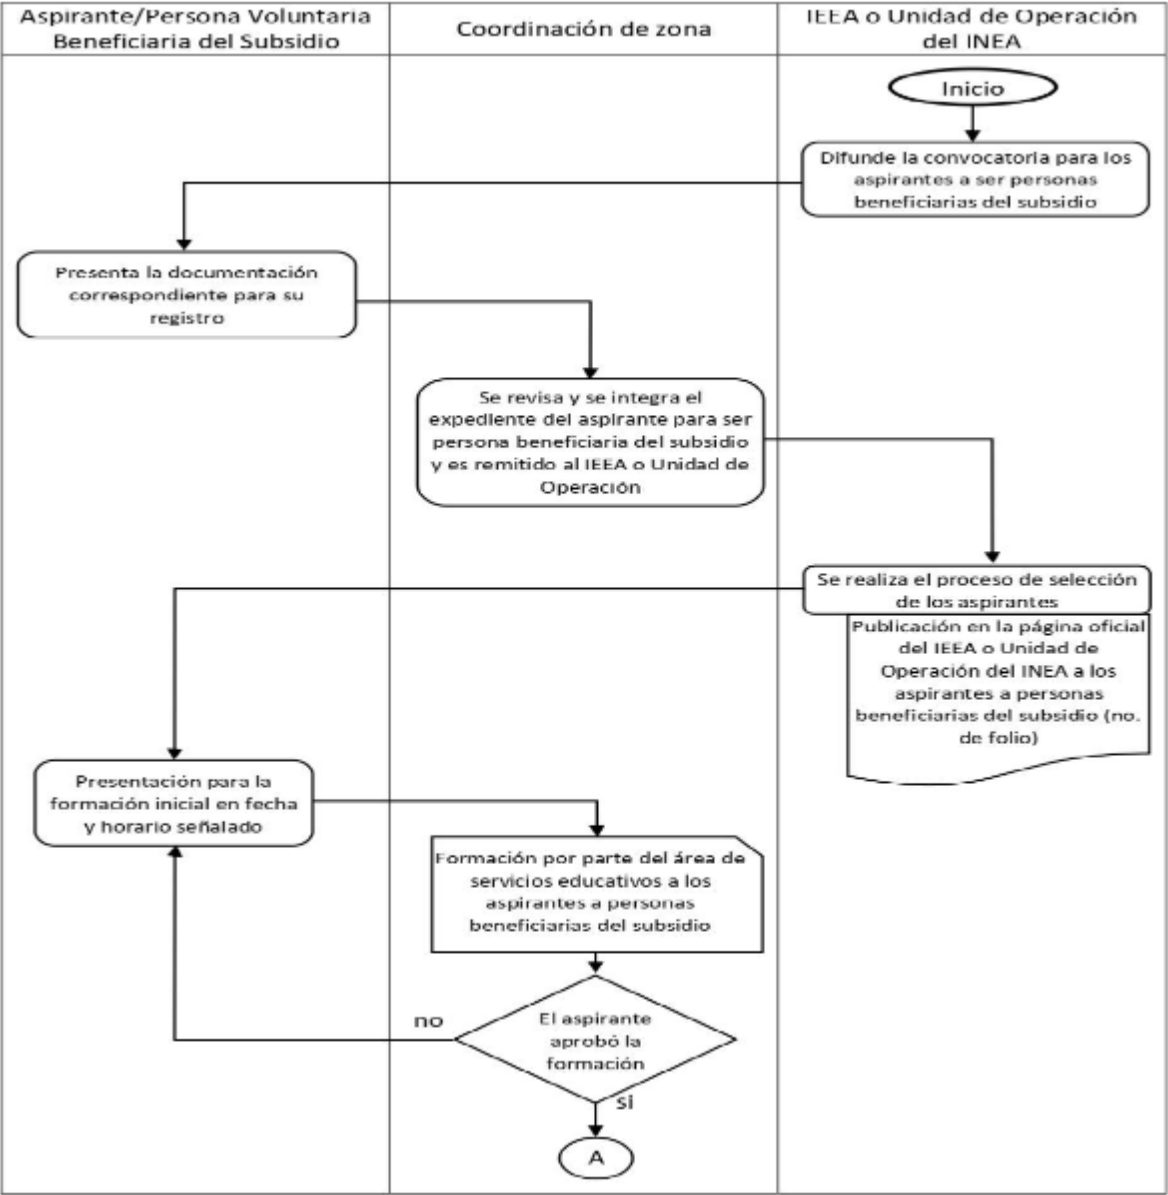 Aspirante/Persona Voluntaria
Beneficiaria del Subsidio
Coordinación de zona
IEEA o Unidad de Operación
del INEA
Inicio
Difunde la convocatoria para los
aspirantes a ser personas
beneficiarias del subsidio
Presenta la documentación
correspondiente para su
registro
Se revisa y se integra el
expediente del aspirante para ser
persona beneficiaria del subsidio
y es remitido al IEEA o Unidad de
Operación
Se realiza el proceso de selección
de los aspirantes
Publicación en la página oficial
del IEEA o Unidad de
Operación del INEA a los
aspirantes a personas
beneficiarias del subsidio (no.
de folio)
Presentación para la
formación inicial en fecha
y horario señalado
Formación por parte del área de
servicios educativos a los
aspirantes a personas
beneficiarias del subsidio
no
El aspirante
aprobó la
formación
si
A